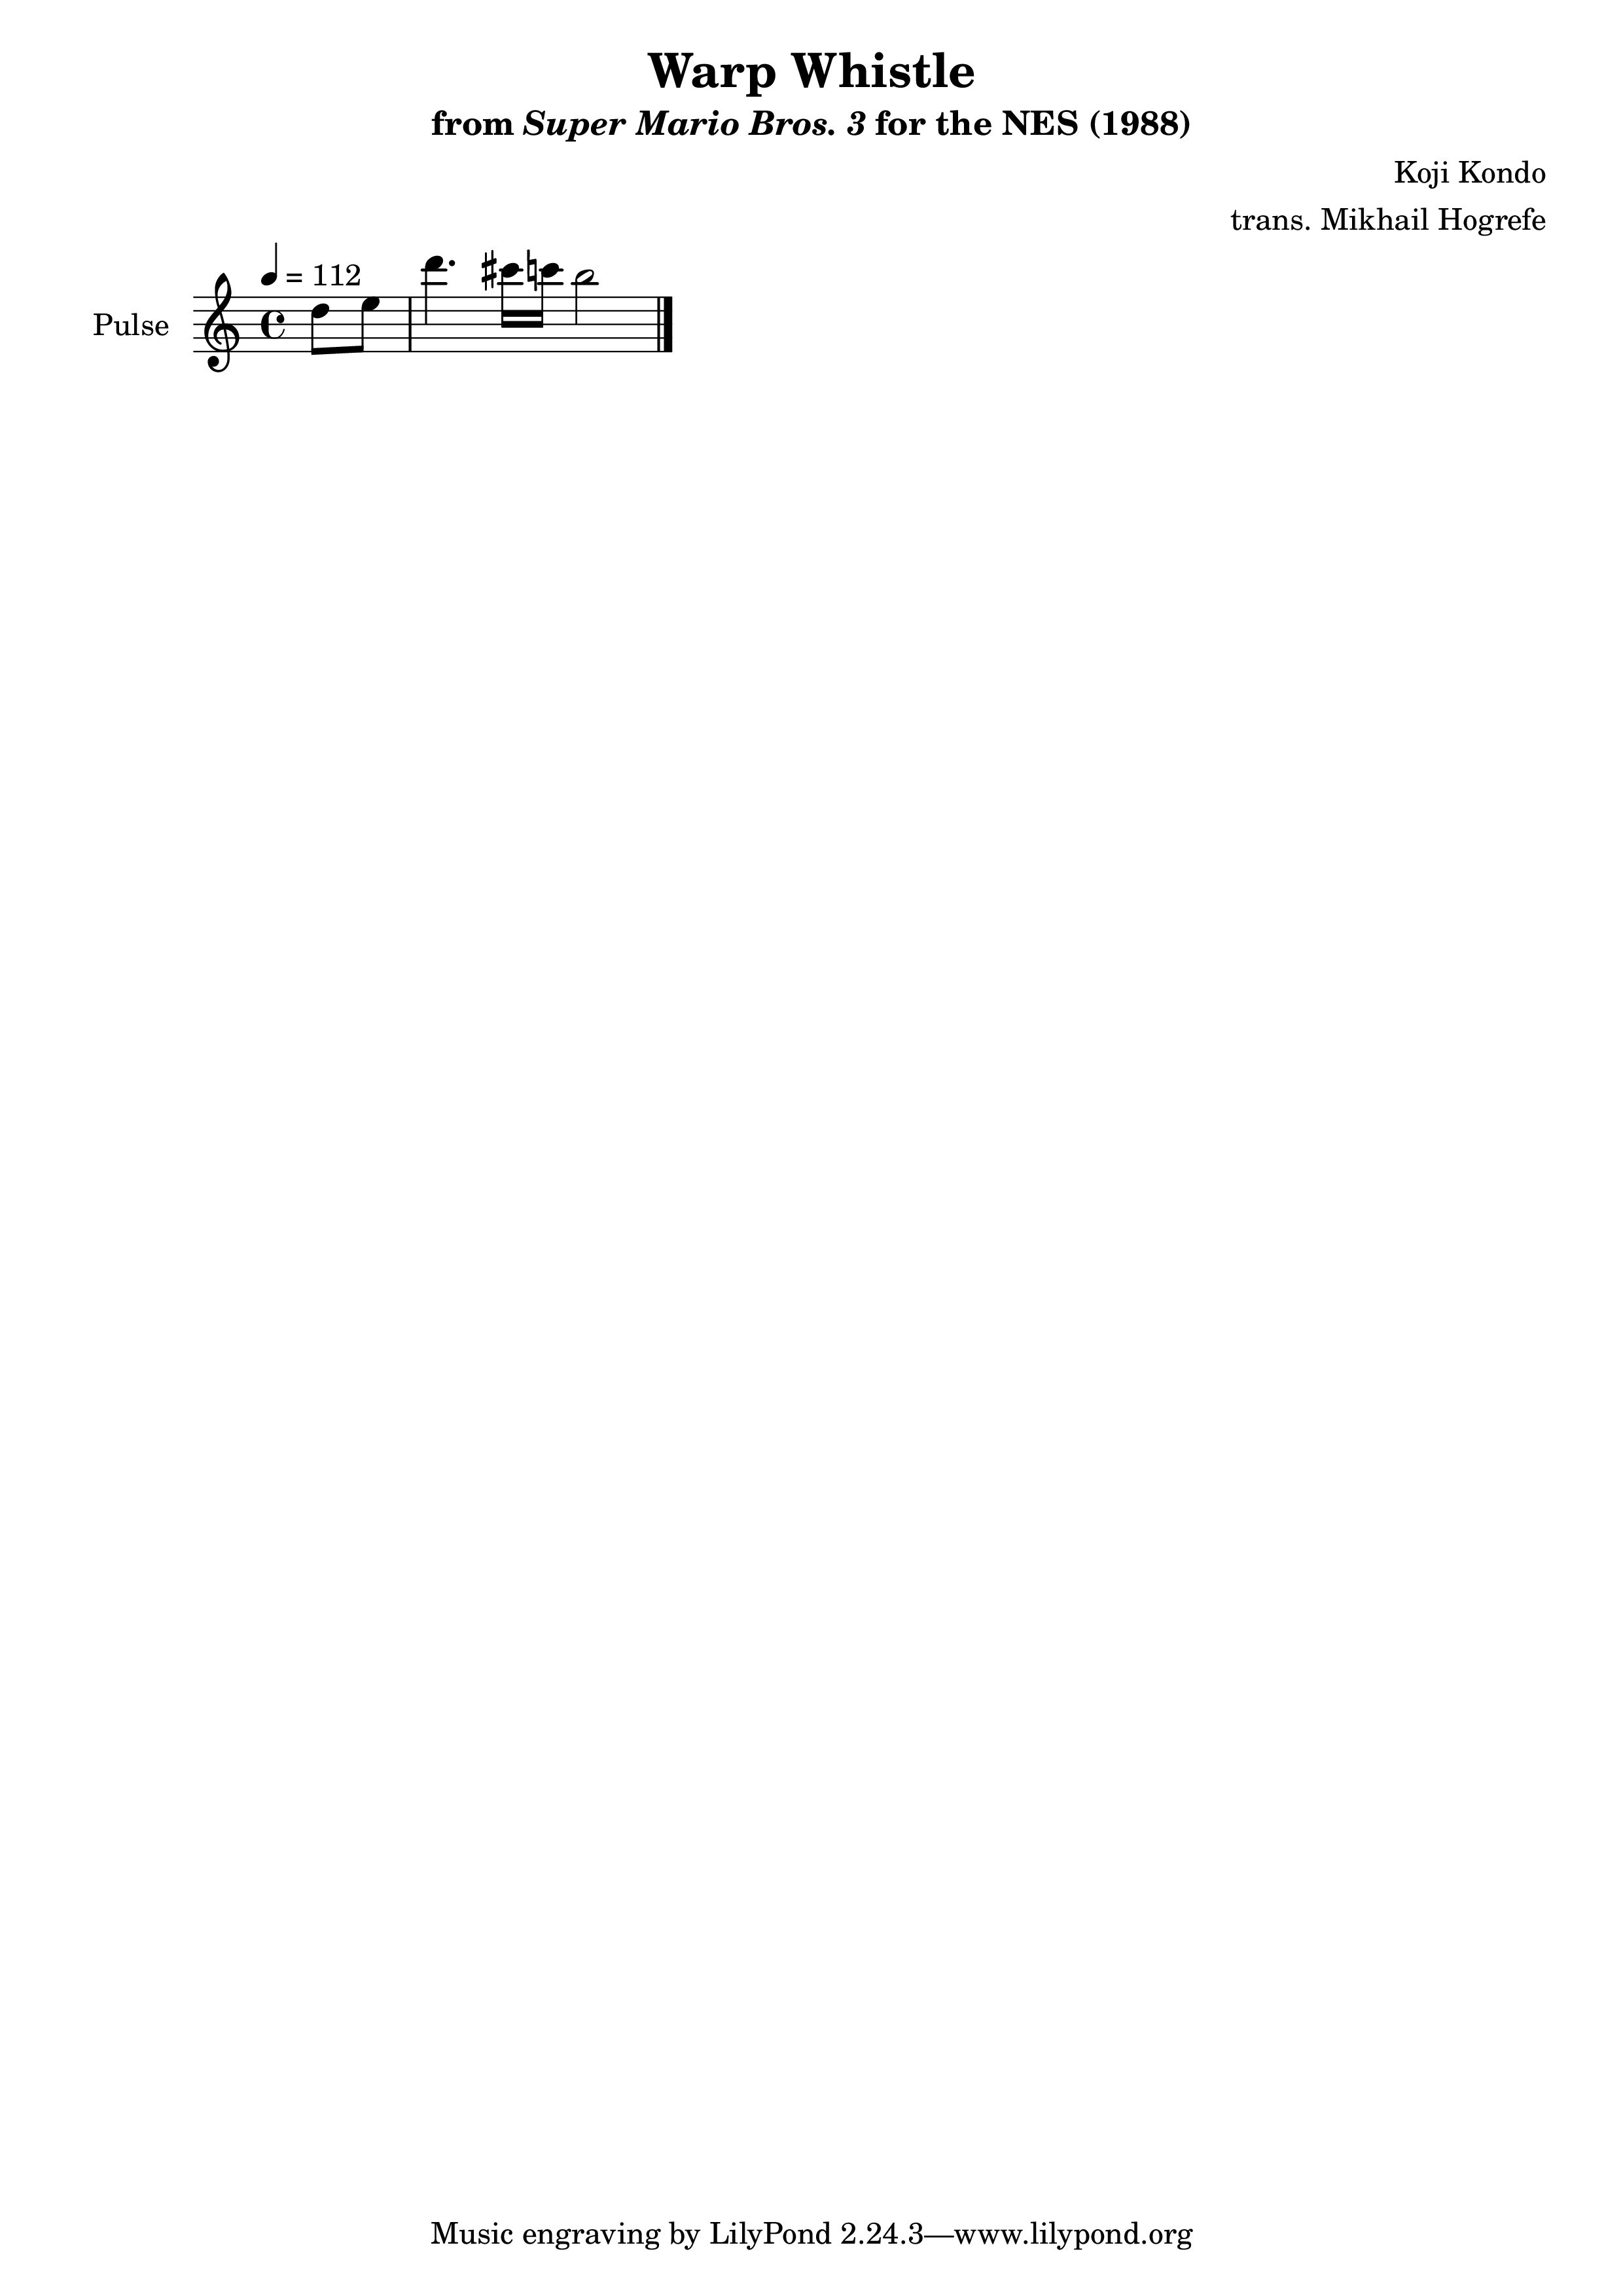 Warp Whistle
from Super Mario Bros. 3 for the NES (1988)
Koji Kondo
trans. Mikhail Hogrefe
= 112
Pulse
Music engraving by LilyPond 2.24.3—www.lilypond.org